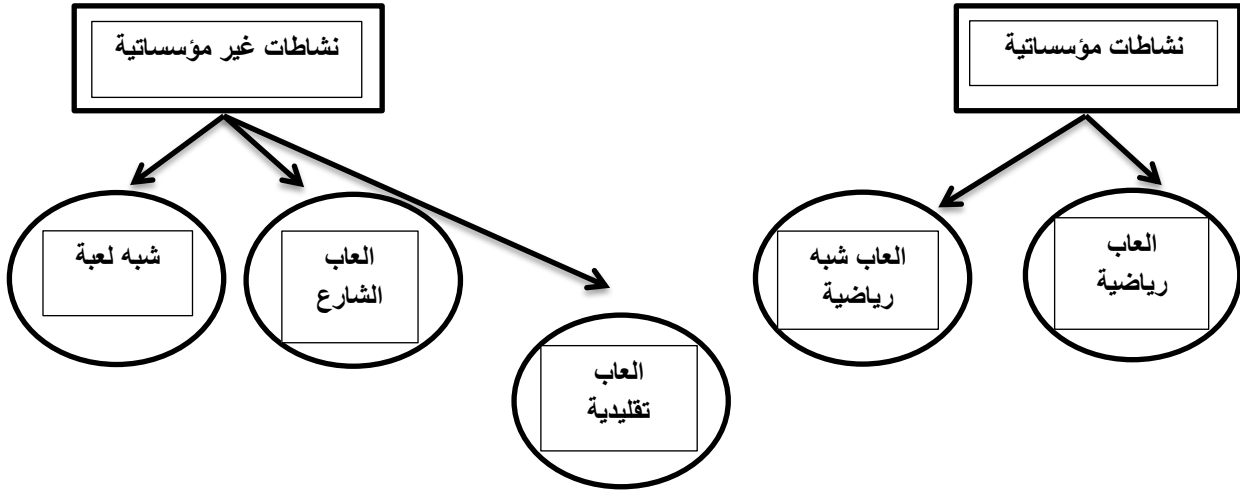 نشاطات مؤسساتية
نشاطات غير مؤسساتية
العاب
رياضية
العاب شبه
رياضية
العاب
الشارع
شبه لعبة
العاب
تقليدية